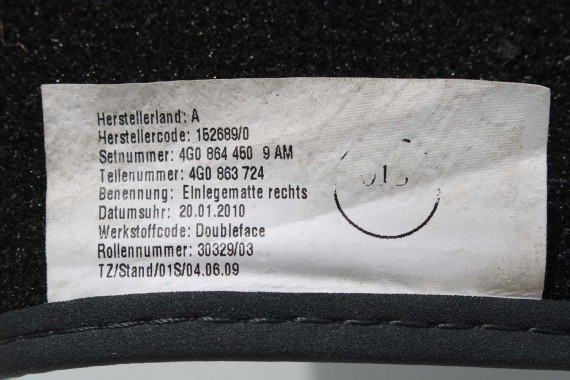 Herstellerland: A
Herstellercode: 152689/0
Setnummer: 4G0 864 450 9 AM
Teilenummer: 4G0 863 724
Benennung: Einlegematte rechts
Datumsuhr: 20.01.2010
Werkstoffcode: Doubleface
Rollennummer: 30329/03
TZ/Stand/01S/04.06.09